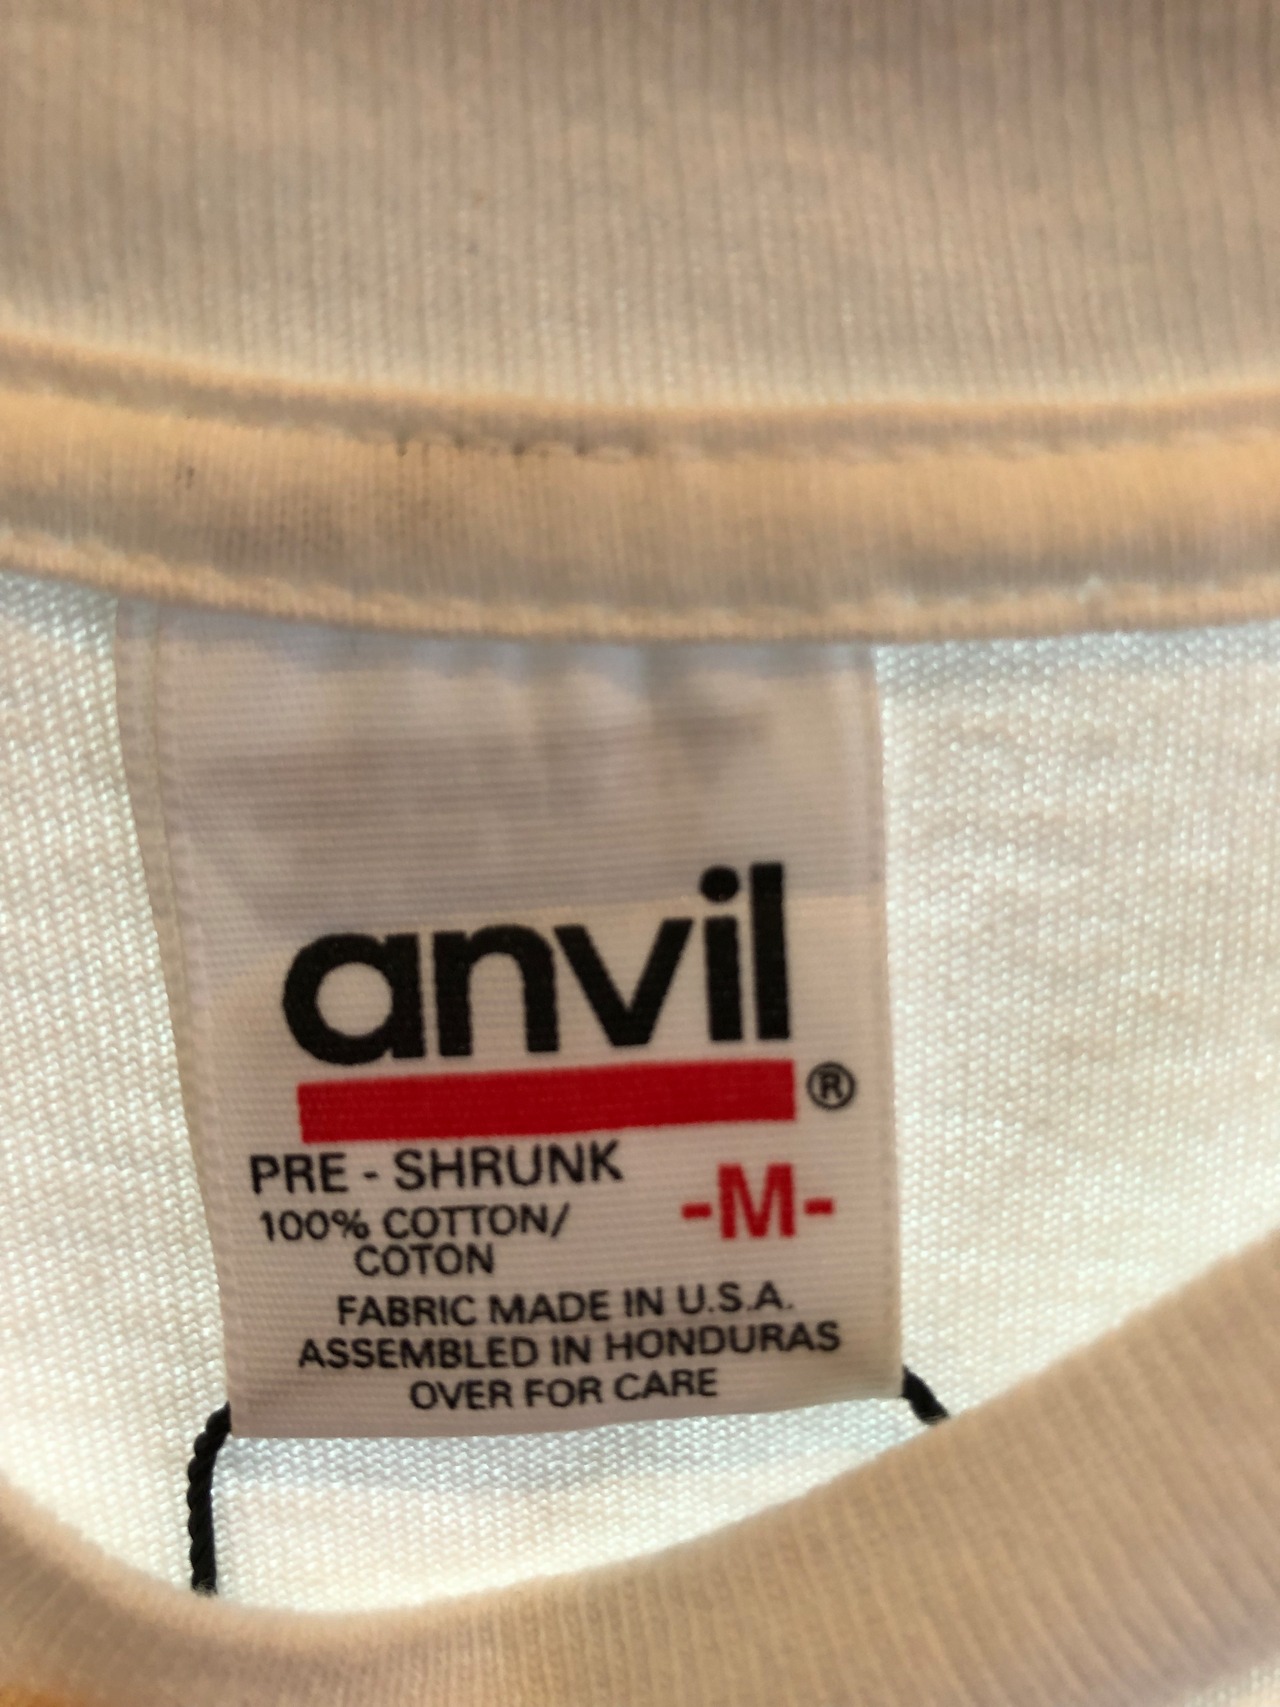 anvil
®
PRE - SHRUNK
-M-
100% COTTON/
COTON
FABRIC MADE IN U.S.A.
ASSEMBLED IN HONDURAS
OVER FOR CARE